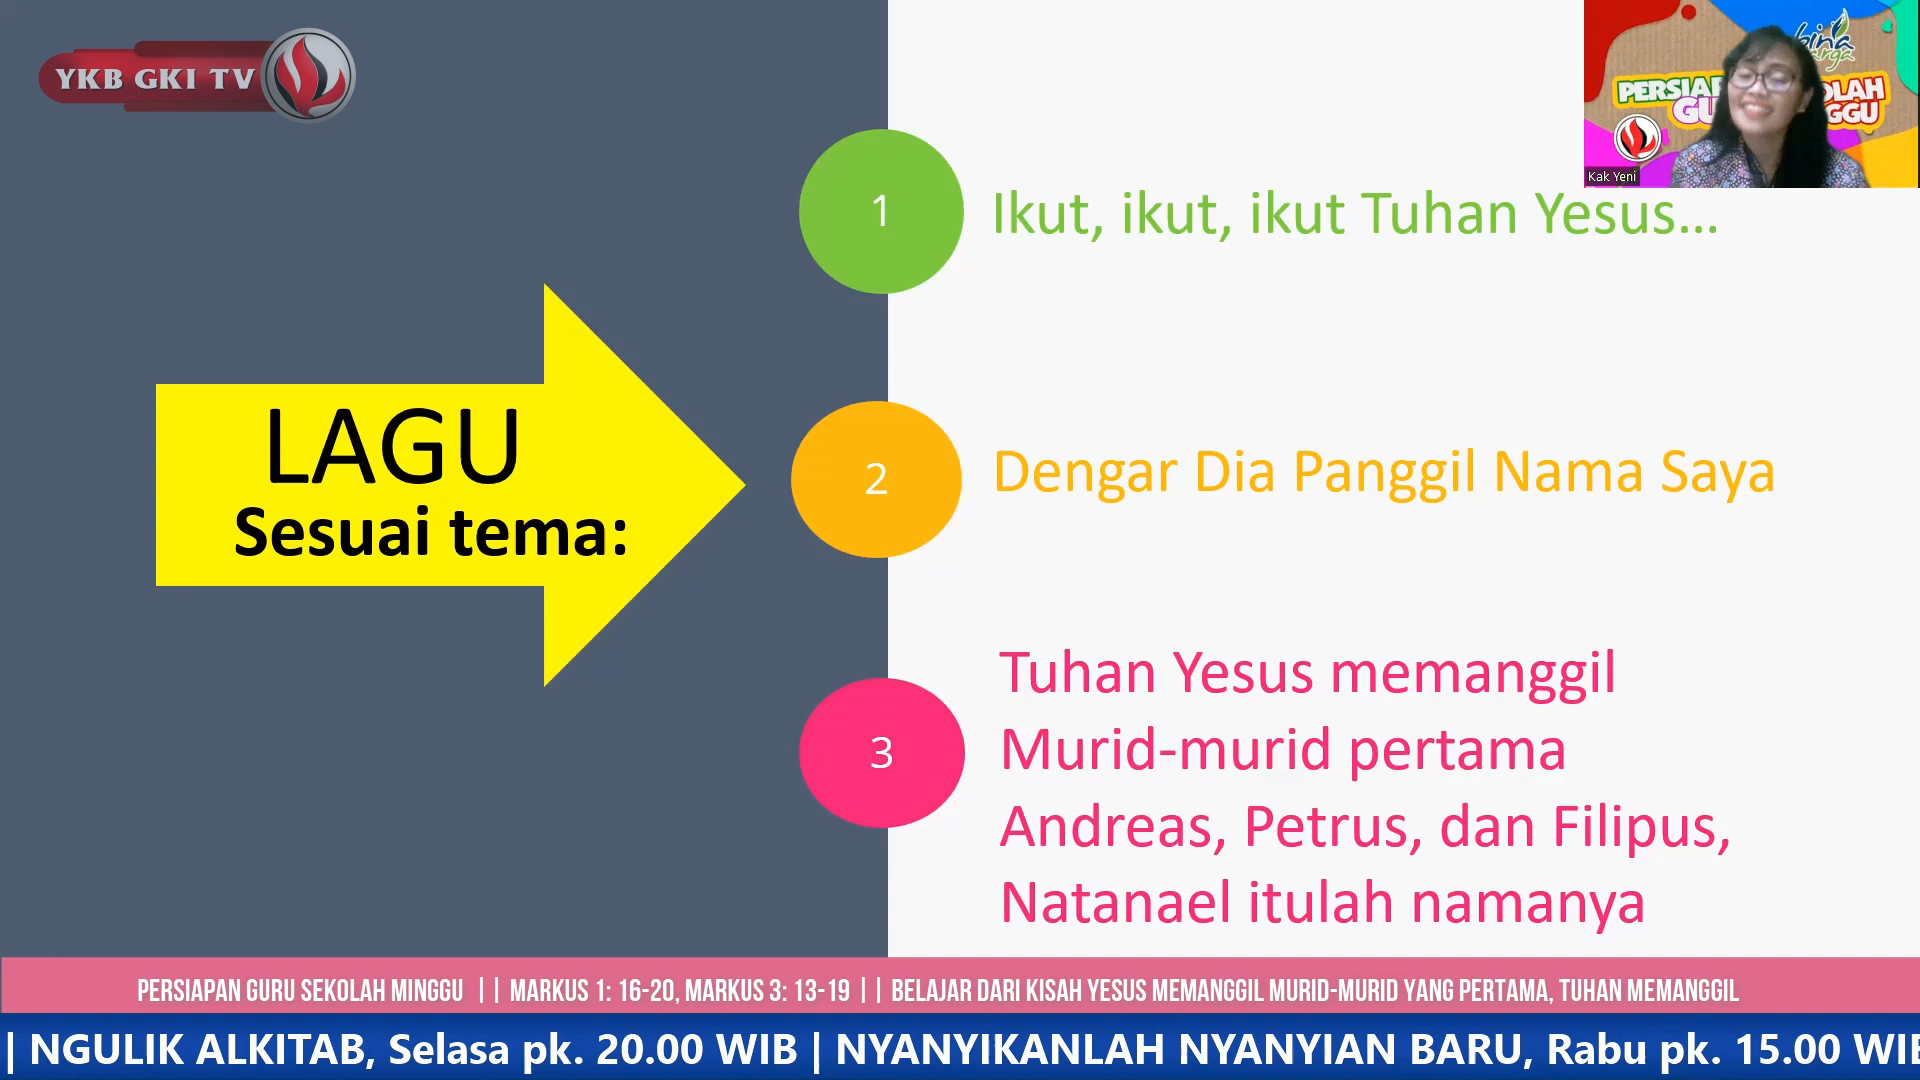 YKB GKI TV
bina
Kak Yeni
1
Ikut, ikut, ikut Tuhan Yesus...
LAGU
Sesuai tema:
2
Dengar Dia Panggil Nama Saya
3
Tuhan Yesus memanggil
Murid-murid pertama
Andreas, Petrus, dan Filipus,
Natanael itulah namanya
PERSIAPAN GURU SEKOLAH MINGGU || MARKUS 1: 16-20, MARKUS 3: 13-19 || BELAJAR DARI KISAH YESUS MEMANGGIL MURID-MURID YANG PERTAMA, TUHAN MEMANGGIL
| NGULIK ALKITAB, Selasa pk. 20.00 WIB | NYANYIKANLAH NYANYIAN BARU, Rabu pk. 15.00 WIB